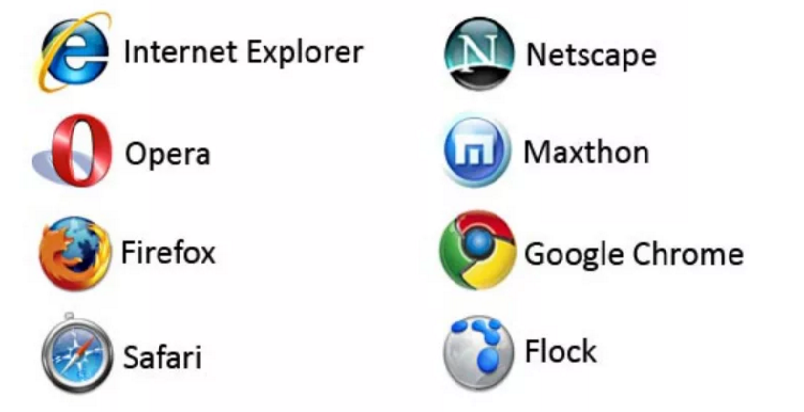 Internet Explorer
Netscape
Opera
Maxthon
Firefox
Google Chrome
Safari
Flock